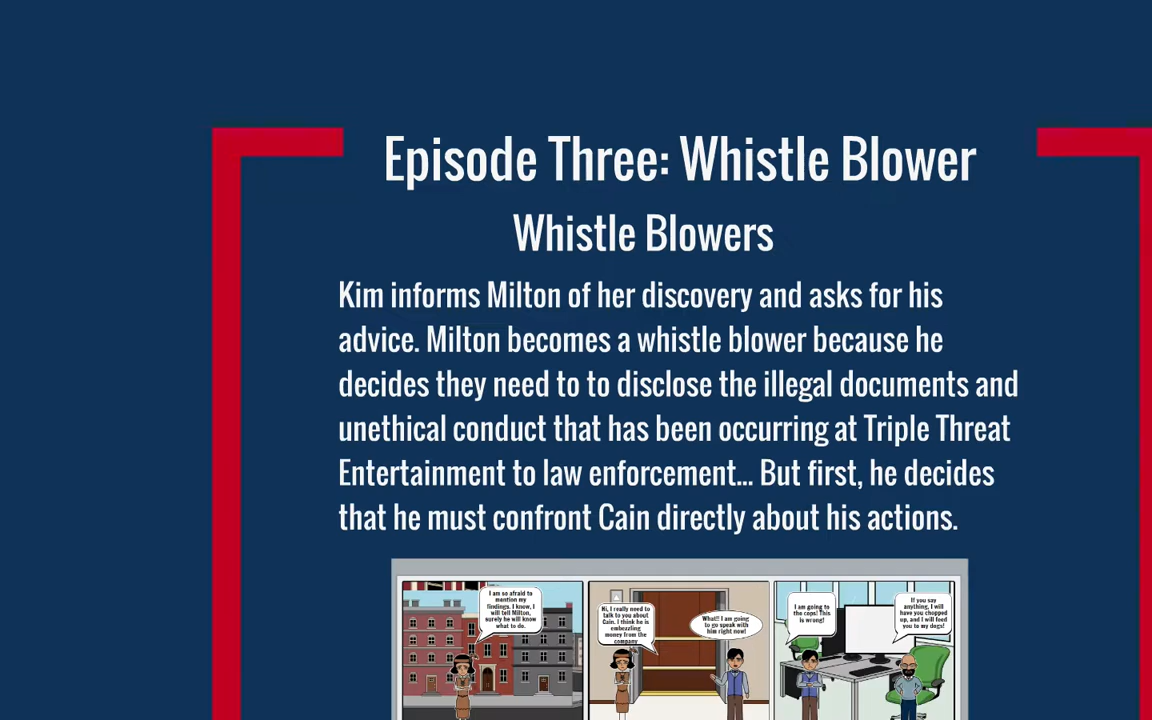 Episode Three: Whistle Blower
Whistle Blowers
Kim informs Milton of her discovery and asks for his
advice. Milton becomes a whistle blower because he
decides they need to to disclose the illegal documents and
unethical conduct that has been occurring at Triple Threat
Entertainment to law enforcement... But first, he decides
that he must confront Cain directly about his actions.
I am so afraid to
mention my
findings. I know, I
will tell Milton,
surely he will know
what to do.
Hi, I really need to
talk to you about
Cain. I think he is
embezzling
money from the
company
What!! I am going
to go speak with
him right now!
I am going to
the cops! This
is wrong!
If you say
anything, I will
have you chopped
up, and I will feed
you to my dogs!